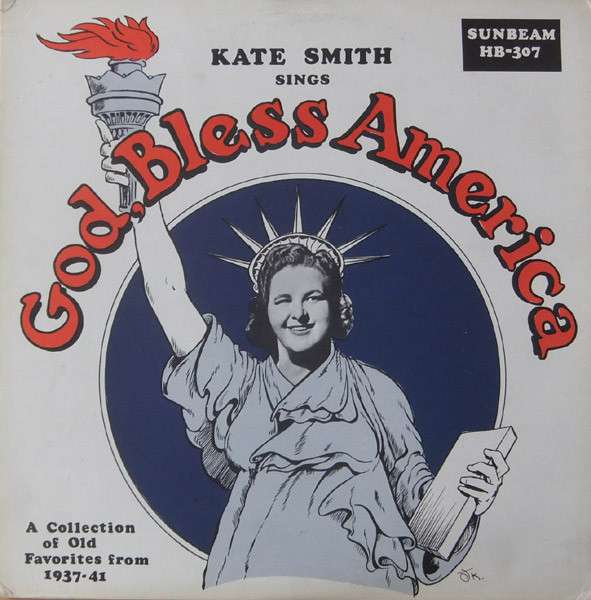 SUNBEAM
HB-307
KATE SMITH
SINGS
God Bless America
A Collection
of Old
Favorites from
1937-41